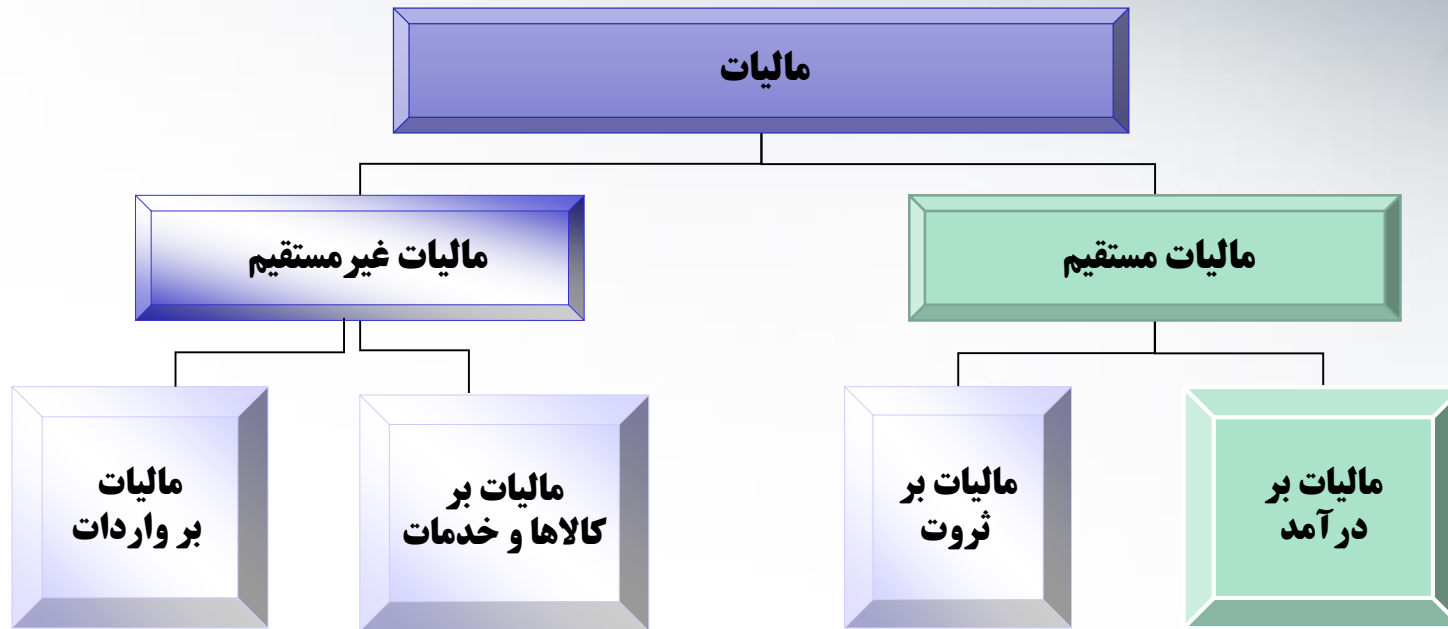 مالیات
مالیات مستقیم
مالیات غیرمستقیم
مالیات بر
درآمد
مالیات بر
ثروت
مالیات بر
کالاها و خدمات
مالیات
بر واردات